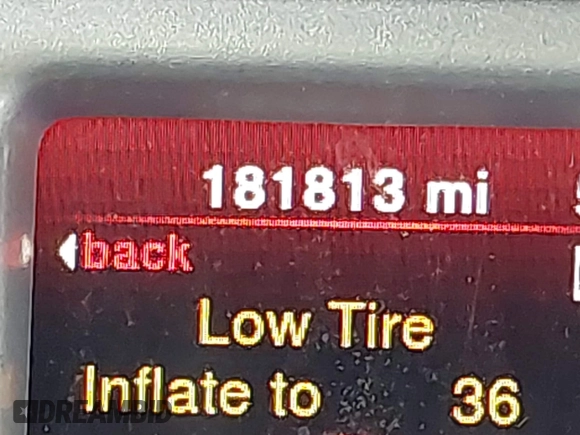 181813 mi
back
Low Tire
Inflate to 36
DREAMBID